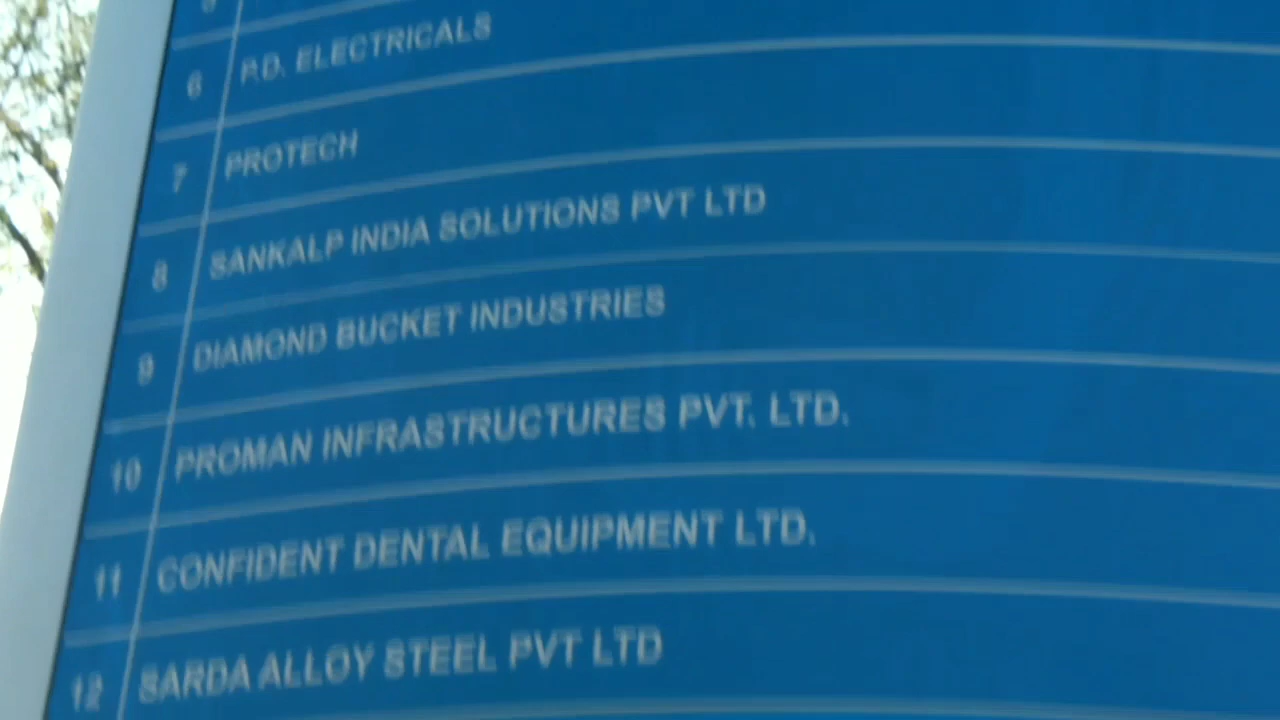 6 P.D. ELECTRICALS
7 PROTECH
8 SANKALP INDIA SOLUTIONS PVT LTD
9 DIAMOND BUCKET INDUSTRIES
10 PROMAN INFRASTRUCTURES PVT. LTD.
11 CONFIDENT DENTAL EQUIPMENT LTD.
12 SARDA ALLOY STEEL PVT LTD